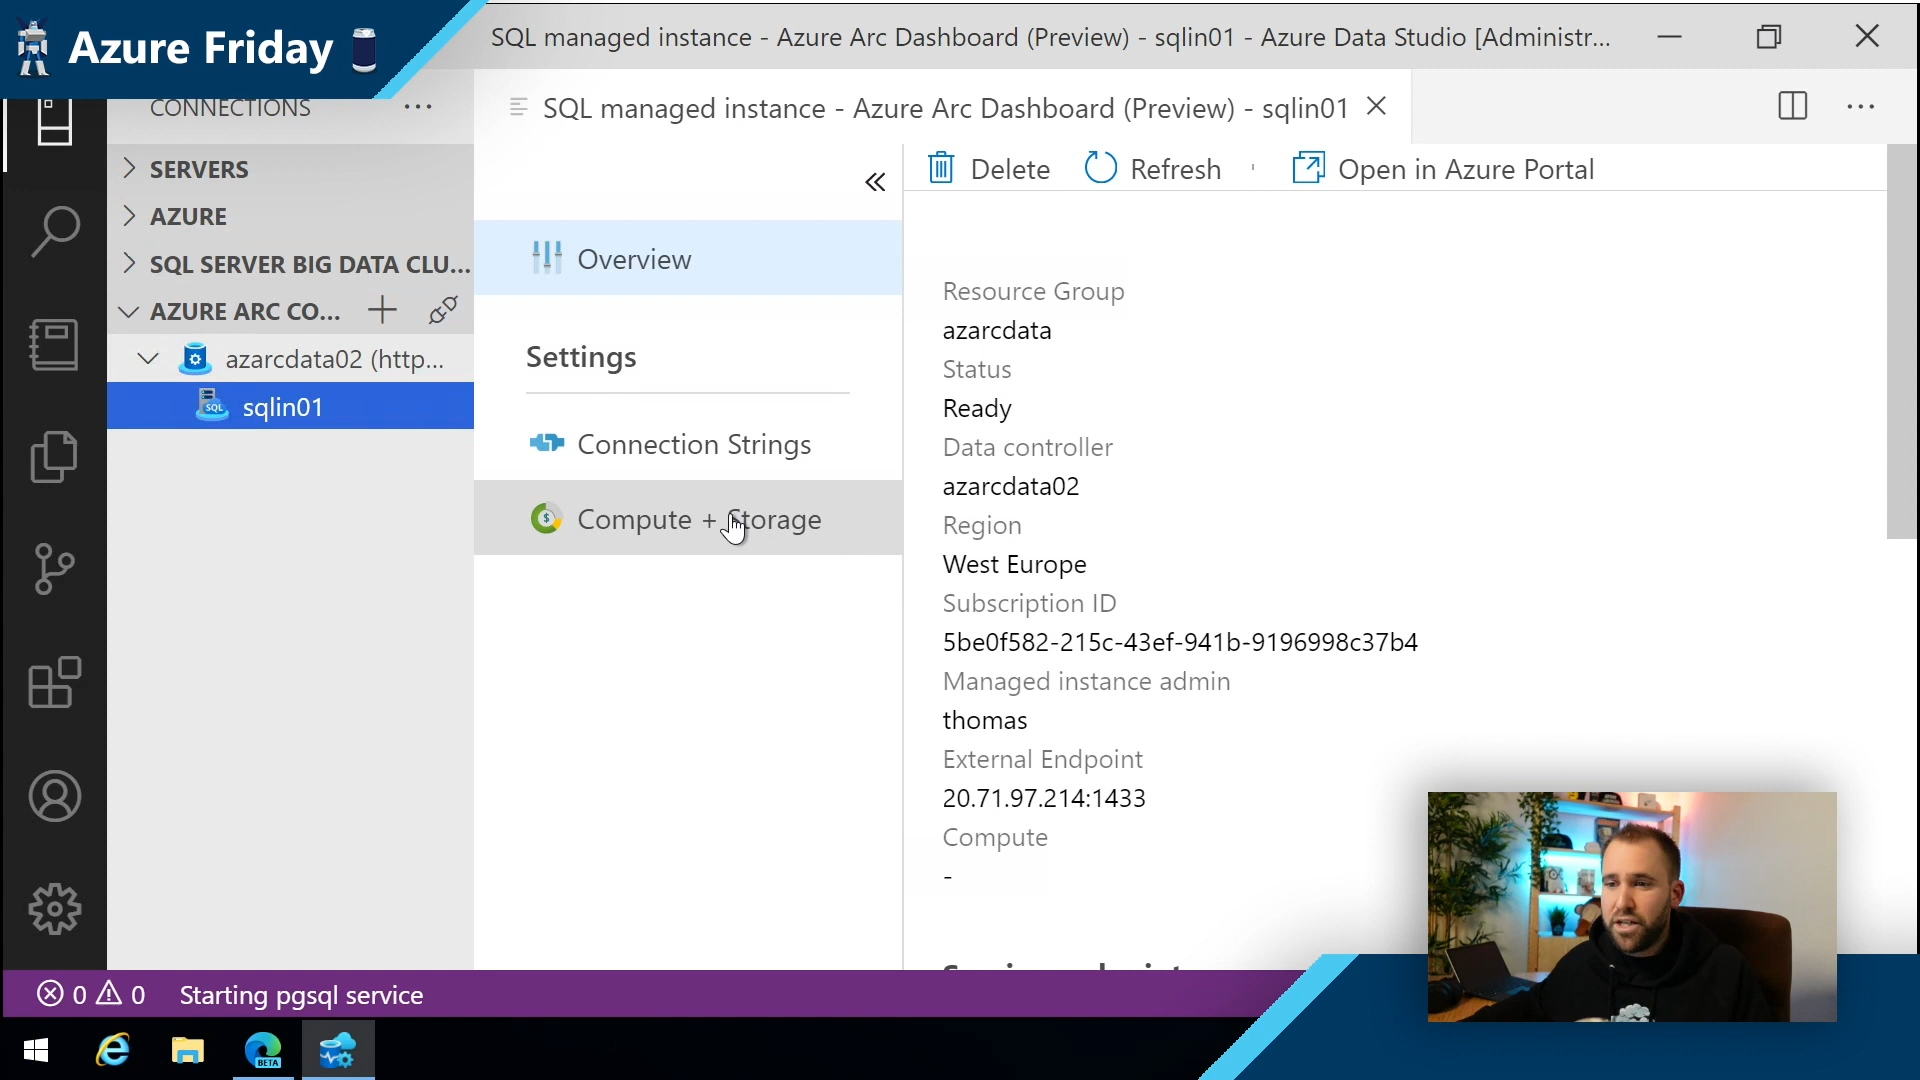 Azure Friday
SQL managed instance - Azure Arc Dashboard (Preview) - sqlin01 - Azure Data Studio [Administr...
CONNECTIONS
SQL managed instance - Azure Arc Dashboard (Preview) - sqlin01
SERVERS
AZURE
SQL SERVER BIG DATA CLU...
AZURE ARC CO...
azarcdata02 (http...
SQL
sqlin01
Overview
Settings
Connection Strings
Compute + Storage
Delete
Refresh
Open in Azure Portal
Resource Group
azarcdata
Status
Ready
Data controller
azarcdata02
Region
West Europe
Subscription ID
5be0f582-215c-43ef-941b-9196998c37b4
Managed instance admin
thomas
External Endpoint
20.71.97.214:1433
Compute
-
0
0
Starting pgsql service
BETA